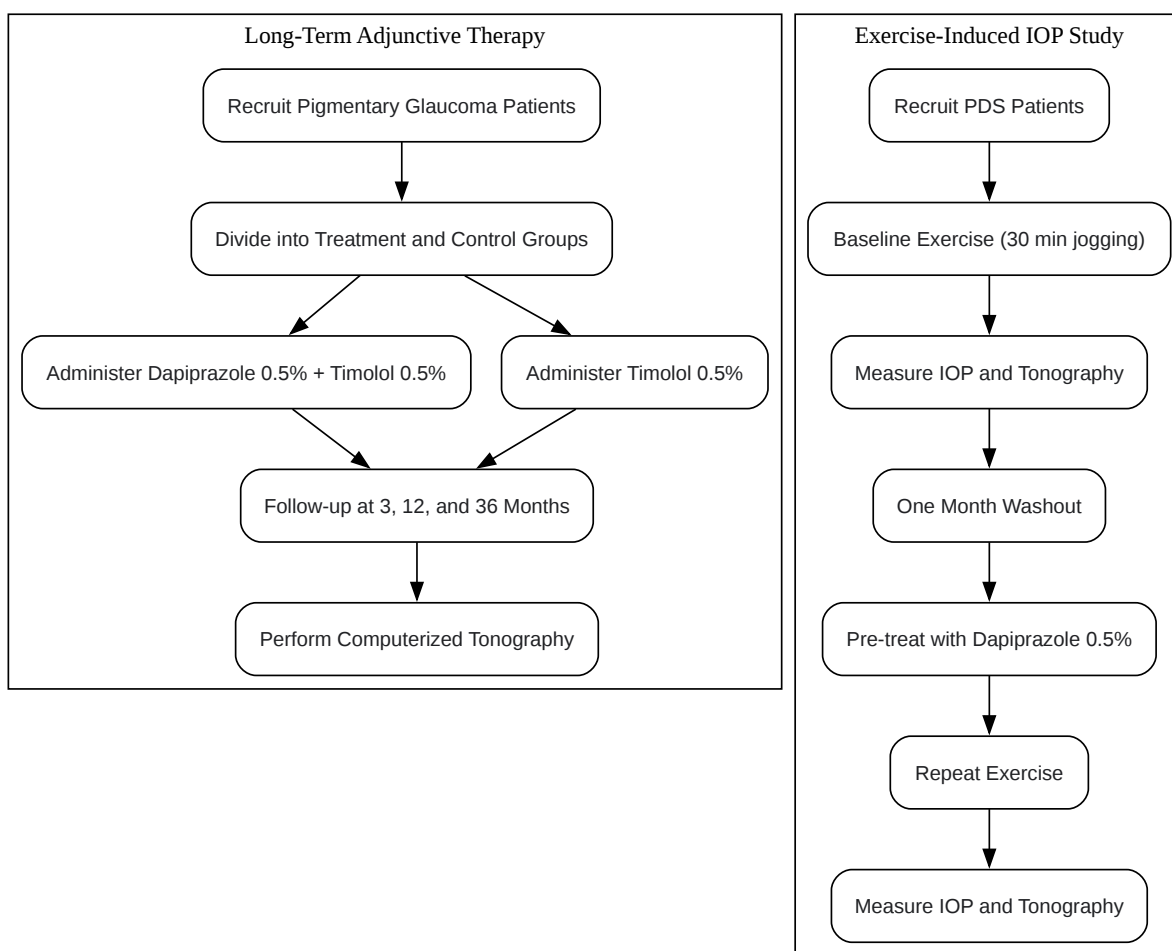 Long-Term Adjunctive Therapy
Recruit Pigmentary Glaucoma Patients
Divide into Treatment and Control Groups
Administer Dapiprazole 0.5% + Timolol 0.5%
Administer Timolol 0.5%
Follow-up at 3, 12, and 36 Months
Perform Computerized Tonography
Exercise-Induced IOP Study
Recruit PDS Patients
Baseline Exercise (30 min jogging)
Measure IOP and Tonography
One Month Washout
Pre-treat with Dapiprazole 0.5%
Repeat Exercise
Measure IOP and Tonography